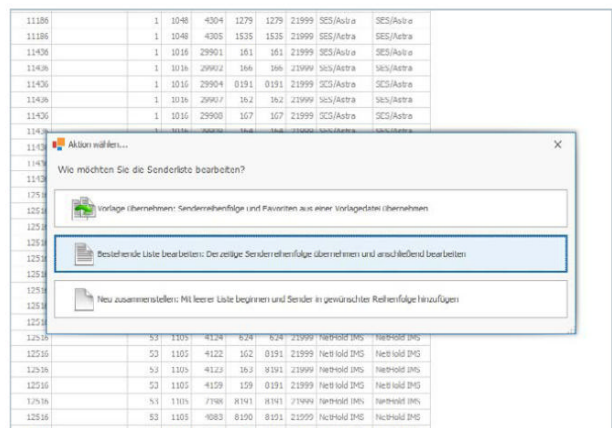 11186 1 1048 4304 1279 1279 21999 SES/Astra SES/Astra
11186 1 1048 4305 1535 1535 21999 SES/Astra SES/Astra
11436 1 1016 29901 161 161 21999 SES/Astra SES/Astra
11436 1 1016 29902 166 166 21999 SES/Astra SES/Astra
11436 1 1016 29904 8191 8191 21999 SES/Astra SES/Astra
11436 1 1016 29907 162 162 21999 SES/Astra SES/Astra
11436 1 1016 29908 167 167 21999 SES/Astra SES/Astra
Aktion wählen...
Wie möchten Sie die Senderliste bearbeiten?
Vorlage übernehmen: Senderreihenfolge und Favoriten aus einer Vorlagedatei übernehmen
Bestehende Liste bearbeiten: Derzeitige Senderreihenfolge übernehmen und anschließend bearbeiten
Neu zusammenstellen: Mit leerer Liste beginnen und Sender in gewünschter Reihenfolge hinzufügen
12516 53 1105 4124 624 624 21999 NetHold IMS NetHold IMS
12516 53 1105 4122 162 8191 21999 NetHold IMS NetHold IMS
12516 53 1105 4123 163 8191 21999 NetHold IMS NetHold IMS
12516 53 1105 4159 159 8191 21999 NetHold IMS NetHold IMS
12516 53 1105 7198 8191 8191 21999 NetHold IMS NetHold IMS
12516 53 1105 4083 8190 8191 21999 NetHold IMS NetHold IMS